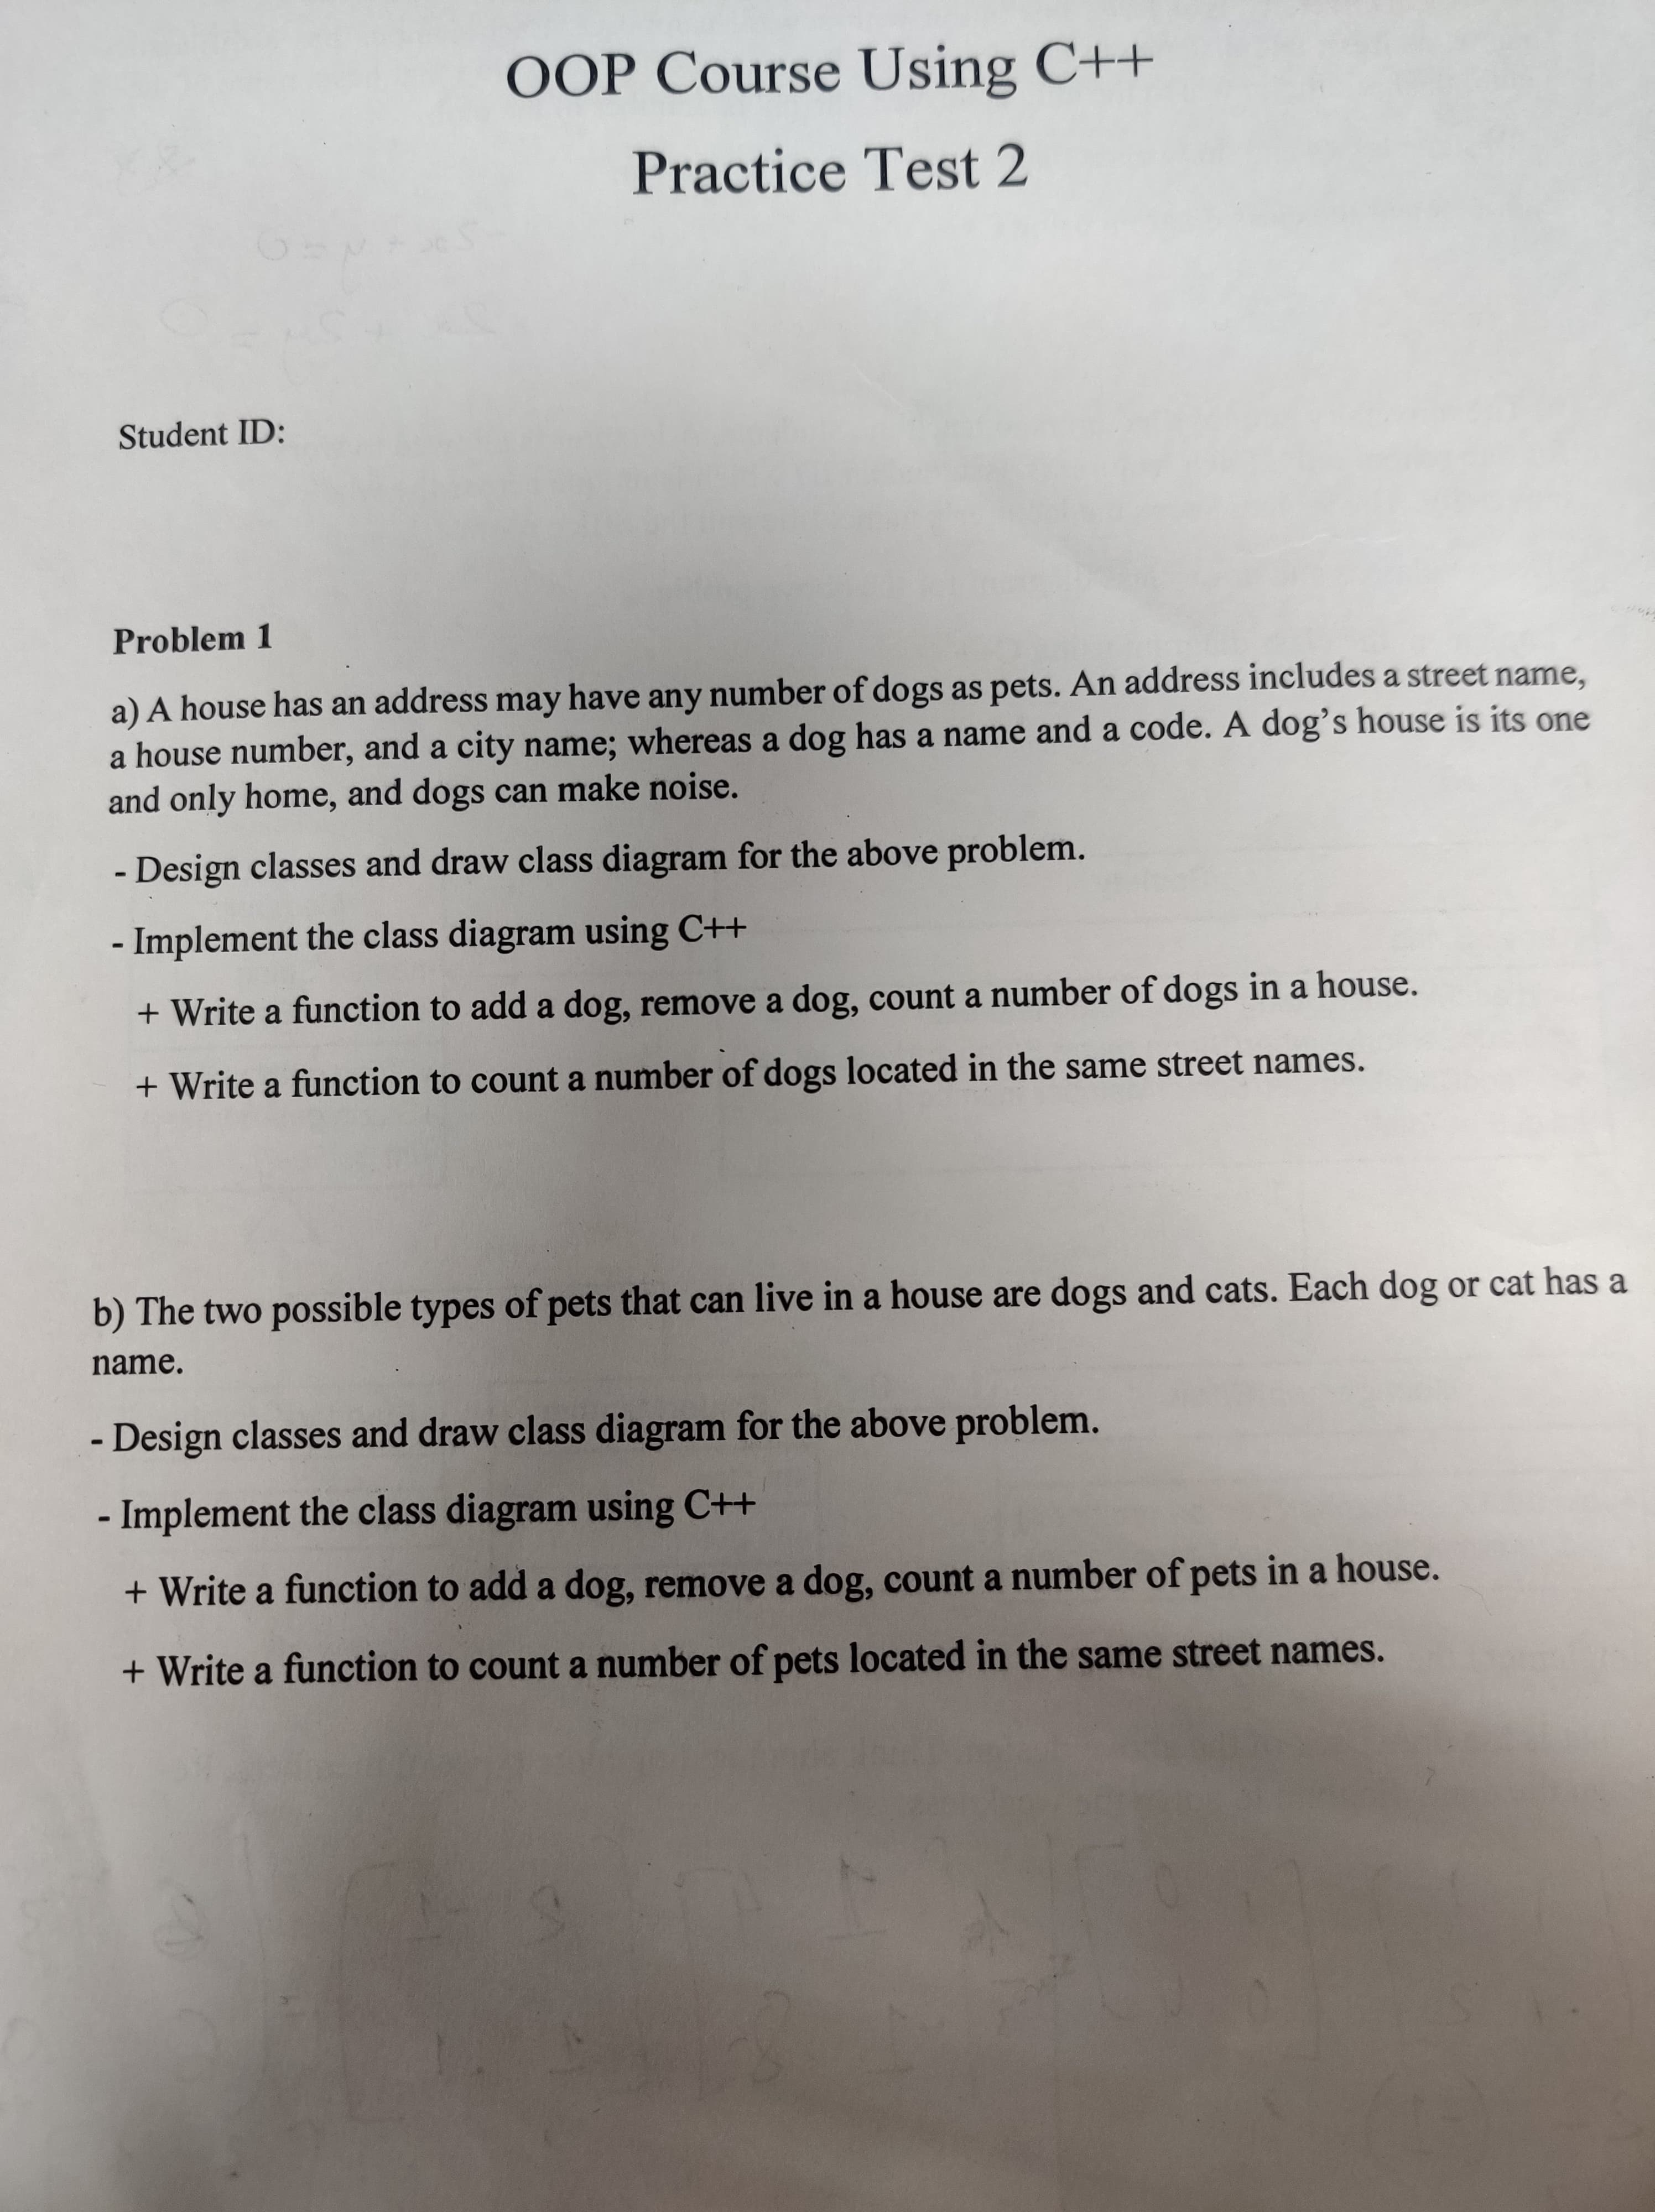 OOP Course Using C++
Practice Test 2
Student ID:
Problem 1
a) A house has an address may have any number of dogs as pets. An address includes a street name,
a house number, and a city name; whereas a dog has a name and a code. A dog’s house is its one
and only home, and dogs can make noise.
- Design classes and draw class diagram for the above problem.
- Implement the class diagram using C++
+ Write a function to add a dog, remove a dog, count a number of dogs in a house.
+ Write a function to count a number of dogs located in the same street names.
b) The two possible types of pets that can live in a house are dogs and cats. Each dog or cat has a
name.
- Design classes and draw class diagram for the above problem.
- Implement the class diagram using C++
+ Write a function to add a dog, remove a dog, count a number of pets in a house.
+ Write a function to count a number of pets located in the same street names.